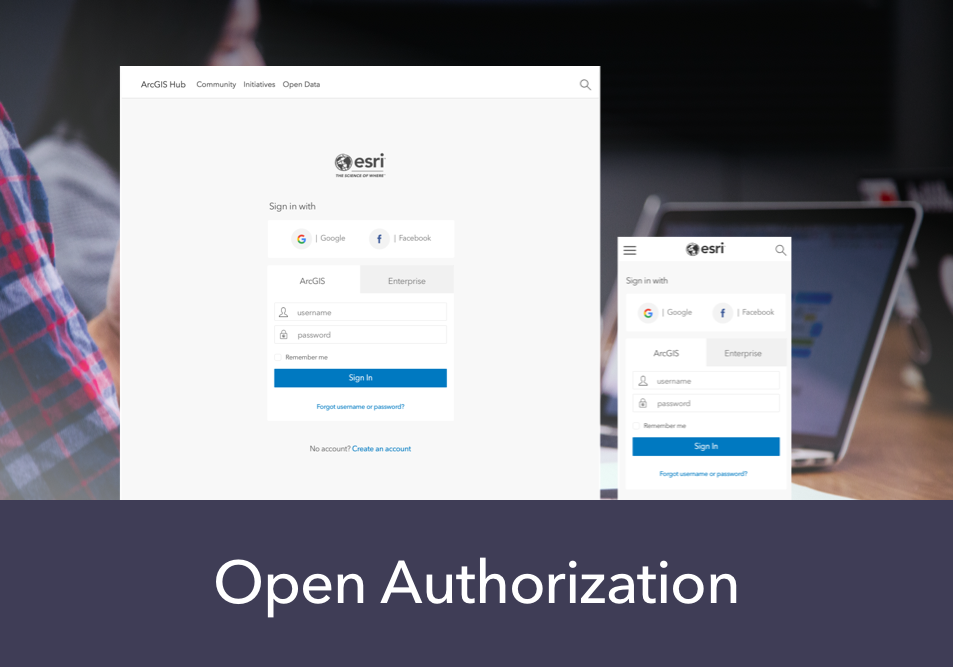 ArcGIS Hub Community Initiatives Open Data
esri
THE SCIENCE OF WHERE™
Sign in with
G | Google f | Facebook
ArcGIS Enterprise
username
password
Remember me
Sign In
Forgot username or password?
No account? Create an account
esri
Sign in with
G | Google f | Facebook
ArcGIS Enterprise
username
password
Remember me
Sign In
Forgot username or password?
Open Authorization